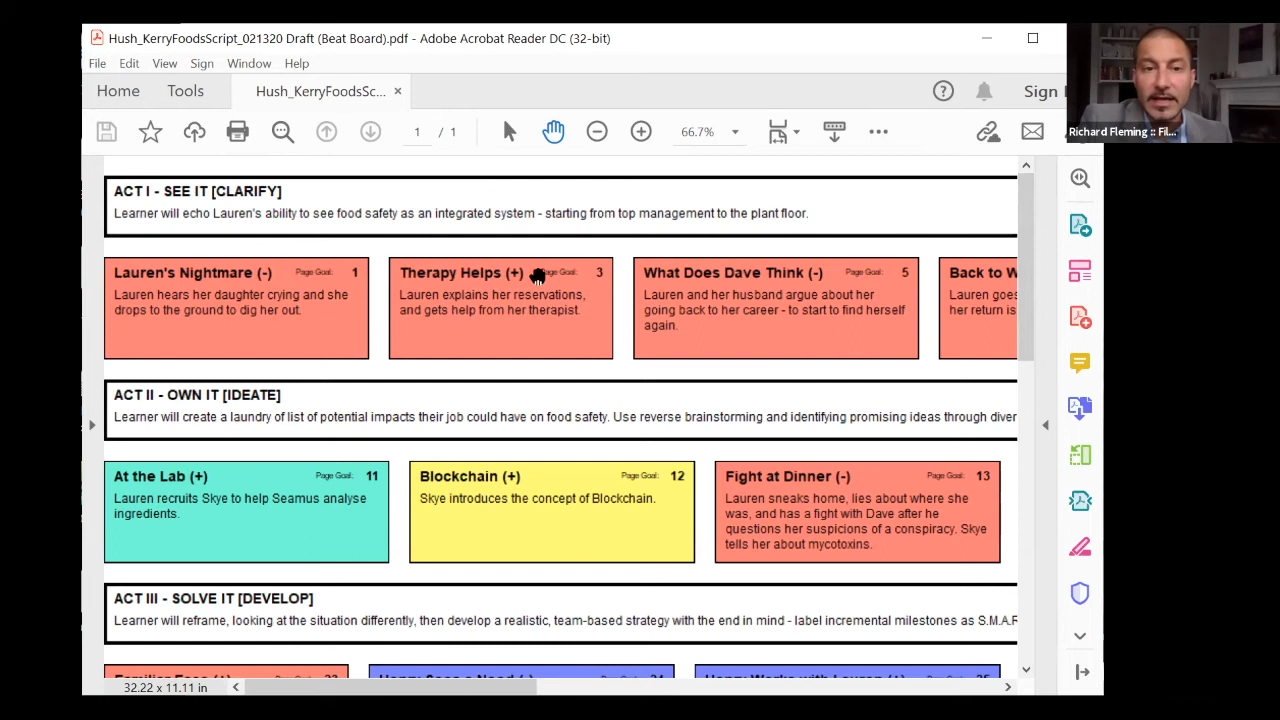 Hush_KerryFoodsScript_021320 Draft (Beat Board).pdf - Adobe Acrobat Reader DC (32-bit)
File Edit View Sign Window Help
Home Tools Hush_KerryFoodsSc... × Sign
1 / 1 66.7%
Richard Fleming :: Fil...
ACT I - SEE IT [CLARIFY]
Learner will echo Lauren's ability to see food safety as an integrated system - starting from top management to the plant floor.
Lauren's Nightmare (-) Page Goal: 1
Lauren hears her daughter crying and she
drops to the ground to dig her out.
Therapy Helps (+) Page Goal: 3
Lauren explains her reservations,
and gets help from her therapist.
What Does Dave Think (-) Page Goal: 5
Lauren and her husband argue about her
going back to her career - to start to find herself
again.
Back to W
Lauren goes
her return is
ACT II - OWN IT [IDEATE]
Learner will create a laundry of list of potential impacts their job could have on food safety. Use reverse brainstorming and identifying promising ideas through diver
At the Lab (+) Page Goal: 11
Lauren recruits Skye to help Seamus analyse
ingredients.
Blockchain (+) Page Goal: 12
Skye introduces the concept of Blockchain.
Fight at Dinner (-) Page Goal: 13
Lauren sneaks home, lies about where she
was, and has a fight with Dave after he
questions her suspicions of a conspiracy. Skye
tells her about mycotoxins.
ACT III - SOLVE IT [DEVELOP]
Learner will reframe, looking at the situation differently, then develop a realistic, team-based strategy with the end in mind - label incremental milestones as S.M.A.R
32.22 x 11.11 in